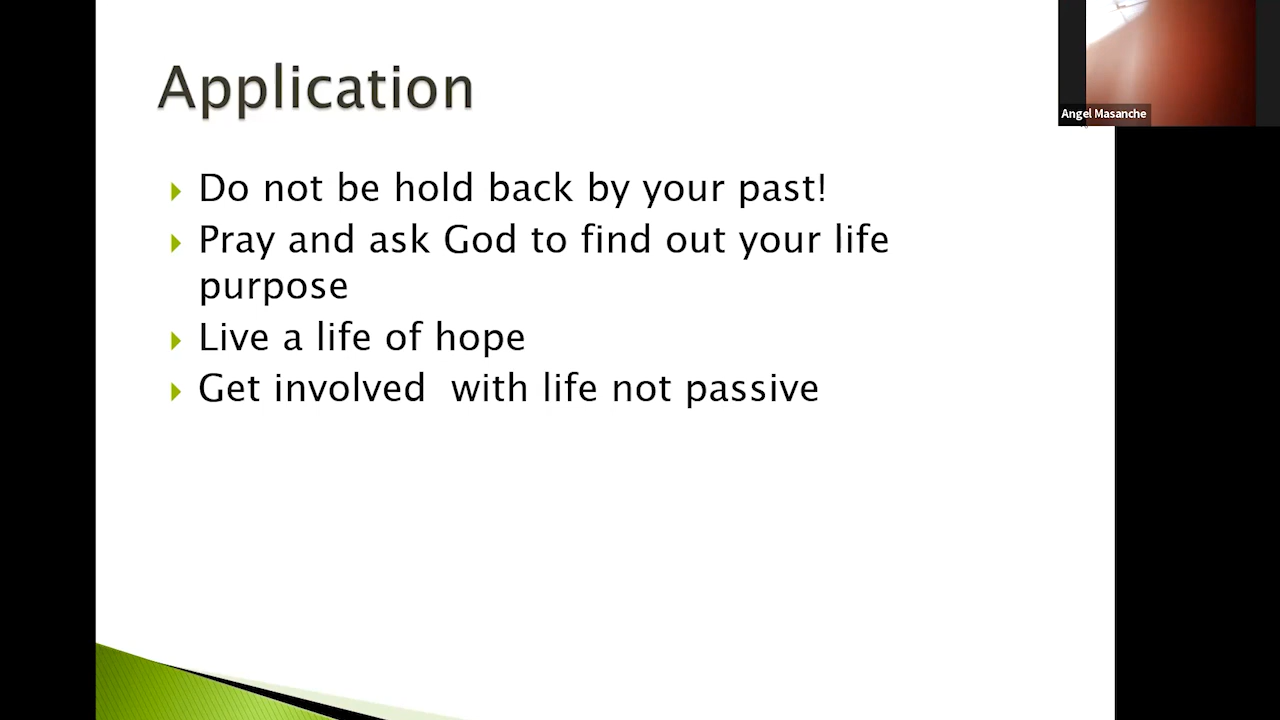 Application
Do not be hold back by your past!
Pray and ask God to find out your life
purpose
Live a life of hope
Get involved  with life not passive
Angel Masanche